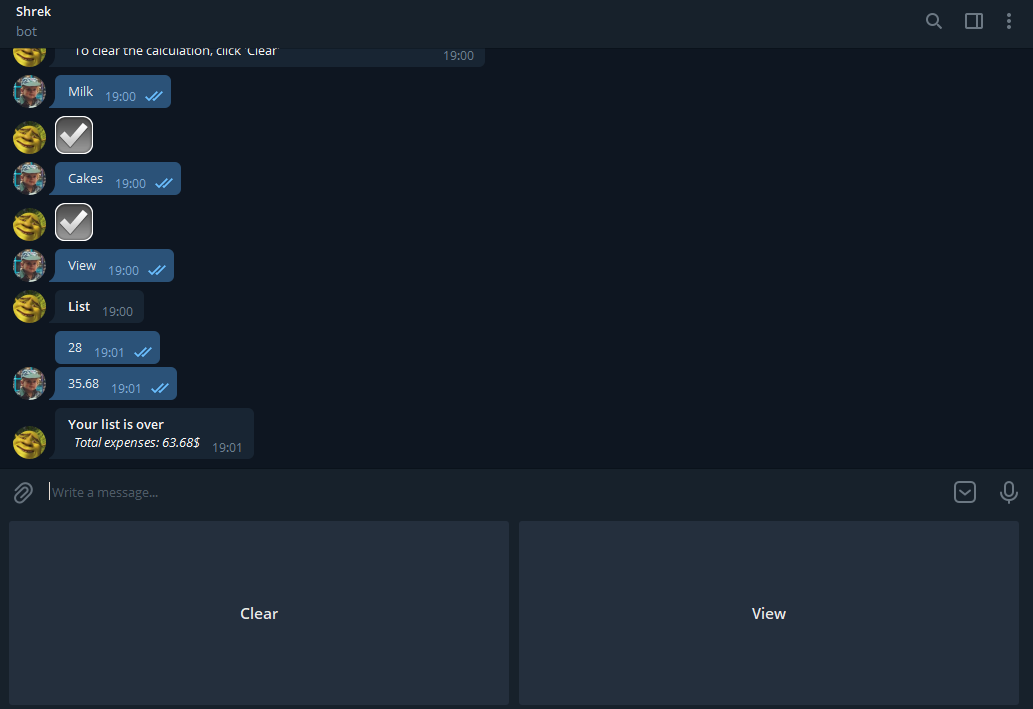 Shrek
bot
To clear the calculation, click 'Clear'
19:00
Milk 19:00
Cakes 19:00
View 19:00
List 19:00
28 19:01
35.68 19:01
Your list is over
Total expenses: 63.68$ 19:01
Write a message...
Clear
View